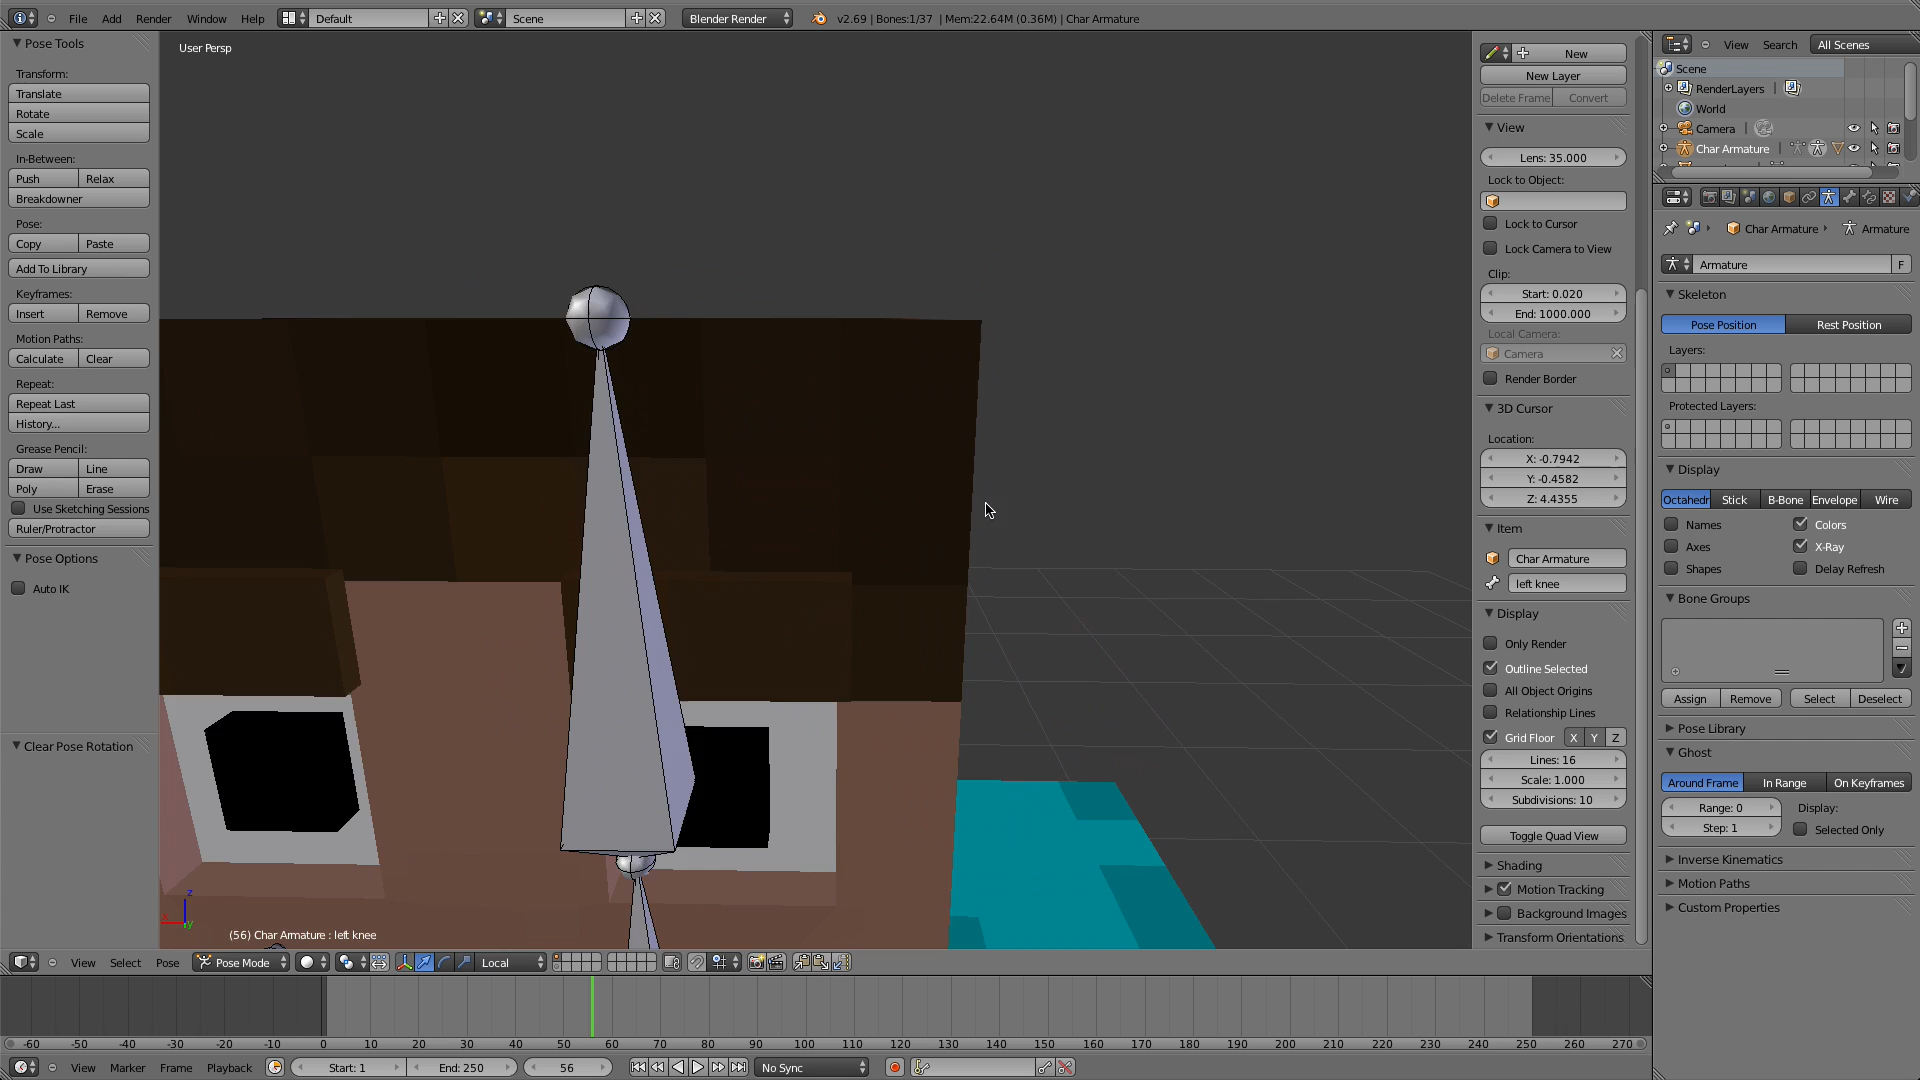 File Add Render Window Help Default Scene Blender Render v2.69 | Bones:1/37 | Mem:22.64M (0.36M) | Char Armature
Pose Tools
Transform:
Translate
Rotate
Scale
In-Between:
Push Relax
Breakdowner
Pose:
Copy Paste
Add To Library
Keyframes:
Insert Remove
Motion Paths:
Calculate Clear
Repeat:
Repeat Last
History...
Grease Pencil:
Draw Line
Poly Erase
Use Sketching Sessions
Ruler/Protractor
Pose Options
Auto IK
Clear Pose Rotation
User Persp
z
x
y
(56) Char Armature : left knee
New
New Layer
Delete Frame Convert
View
Lens: 35.000
Lock to Object:
Lock to Cursor
Lock Camera to View
Clip:
Start: 0.020
End: 1000.000
Local Camera:
Camera
Render Border
3D Cursor
Location:
X: -0.7942
Y: -0.4582
Z: 4.4355
Item
Char Armature
left knee
Display
Only Render
Outline Selected
All Object Origins
Relationship Lines
Grid Floor X Y Z
Lines: 16
Scale: 1.000
Subdivisions: 10
Toggle Quad View
Shading
Motion Tracking
Background Images
Transform Orientations
View Search All Scenes
Scene
RenderLayers |
World
Camera |
Char Armature |
Char Armature Armature
Armature F
Skeleton
Pose Position Rest Position
Layers:
Protected Layers:
Display
Octahedr Stick B-Bone Envelope Wire
Names Colors
Axes X-Ray
Shapes Delay Refresh
Bone Groups
Assign Remove Select Deselect
Pose Library
Ghost
Around Frame In Range On Keyframes
Range: 0 Display:
Step: 1 Selected Only
Inverse Kinematics
Motion Paths
Custom Properties
View Select Pose Pose Mode Local
-60 -50 -40 -30 -20 -10 0 10 20 30 40 50 60 70 80 90 100 110 120 130 140 150 160 170 180 190 200 210 220 230 240 250 260 270
View Marker Frame Playback Start: 1 End: 250 56 No Sync